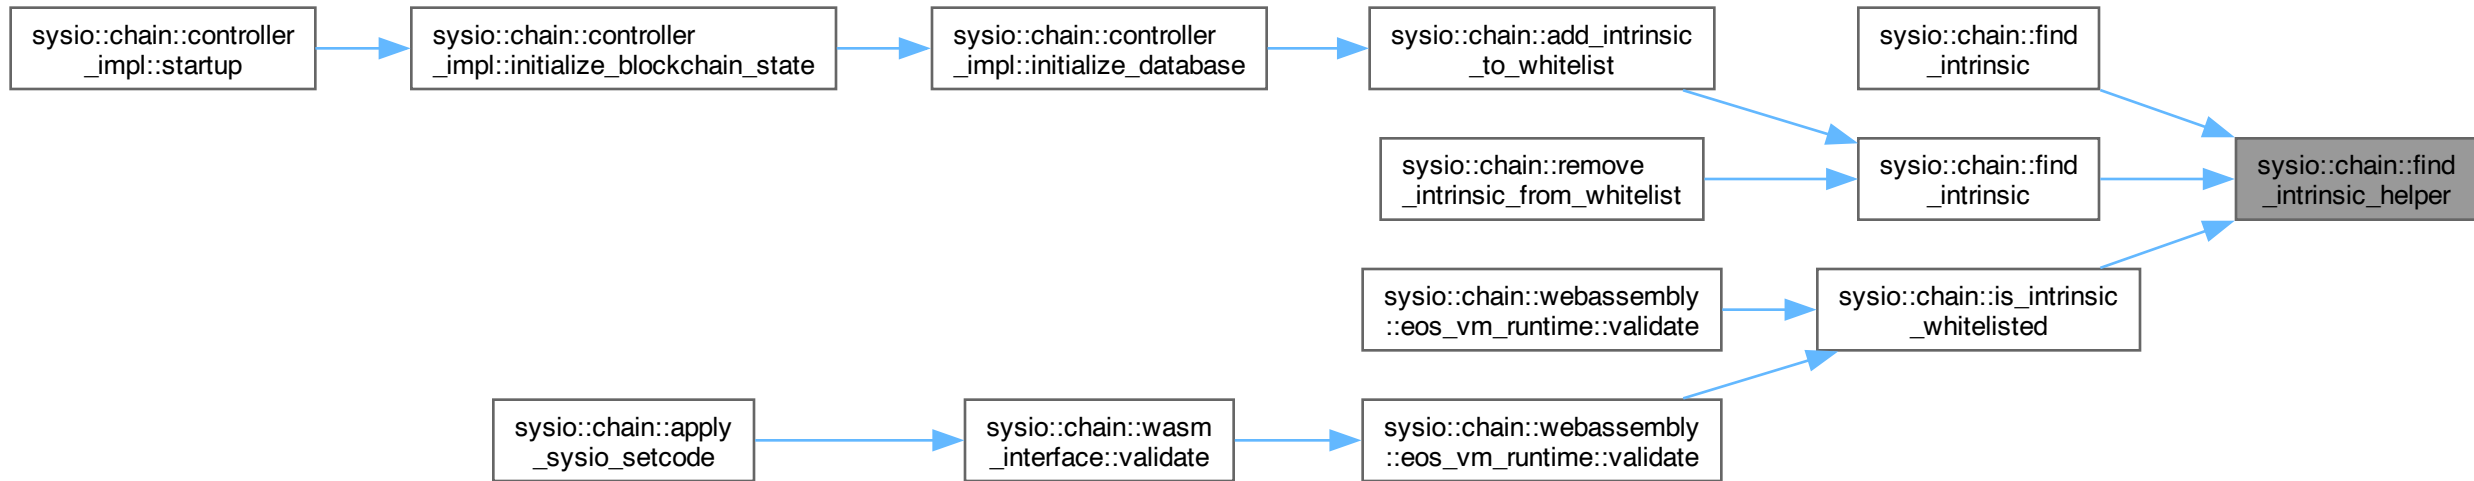 sysio::chain::controller
_impl::startup
sysio::chain::controller
_impl::initialize_blockchain_state
sysio::chain::controller
_impl::initialize_database
sysio::chain::add_intrinsic
_to_whitelist
sysio::chain::find
_intrinsic
sysio::chain::remove
_intrinsic_from_whitelist
sysio::chain::find
_intrinsic
sysio::chain::find
_intrinsic_helper
sysio::chain::webassembly
::eos_vm_runtime::validate
sysio::chain::is_intrinsic
_whitelisted
sysio::chain::apply
_sysio_setcode
sysio::chain::wasm
_interface::validate
sysio::chain::webassembly
::eos_vm_runtime::validate